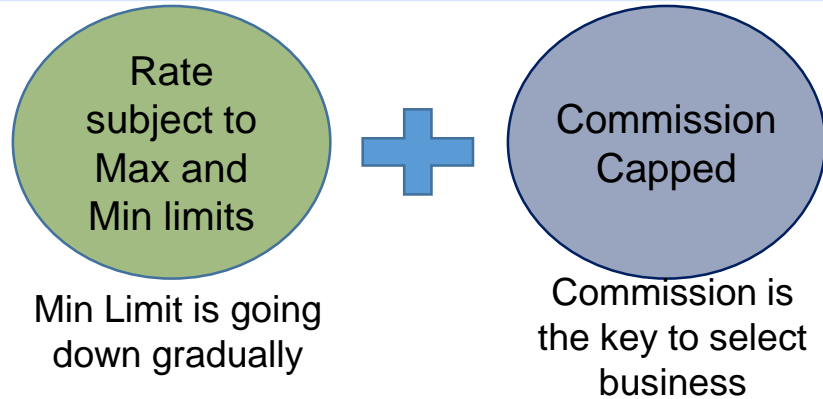 Rate
subject to
Max and
Min limits
Commission
Capped
Min Limit is going
down gradually
Commission is
the key to select
business